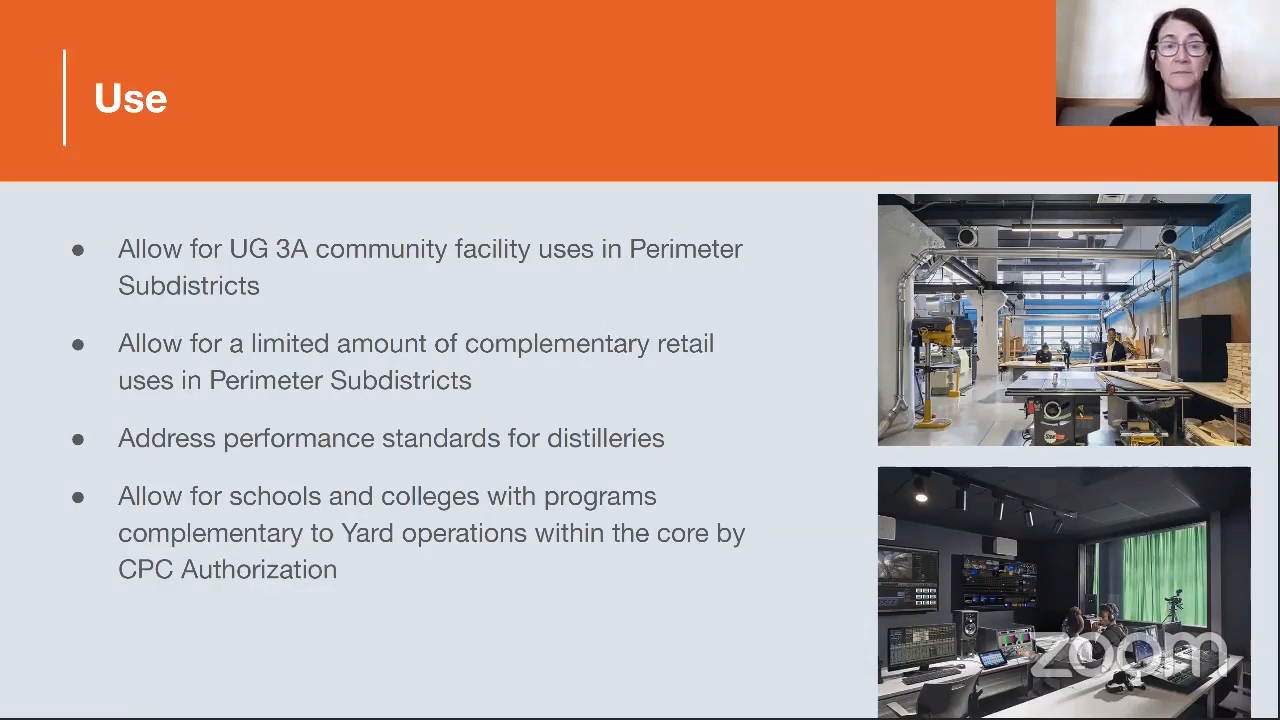 Use
● Allow for UG 3A community facility uses in Perimeter
Subdistricts
● Allow for a limited amount of complementary retail
uses in Perimeter Subdistricts
● Address performance standards for distilleries
● Allow for schools and colleges with programs
complementary to Yard operations within the core by
CPC Authorization
zoom